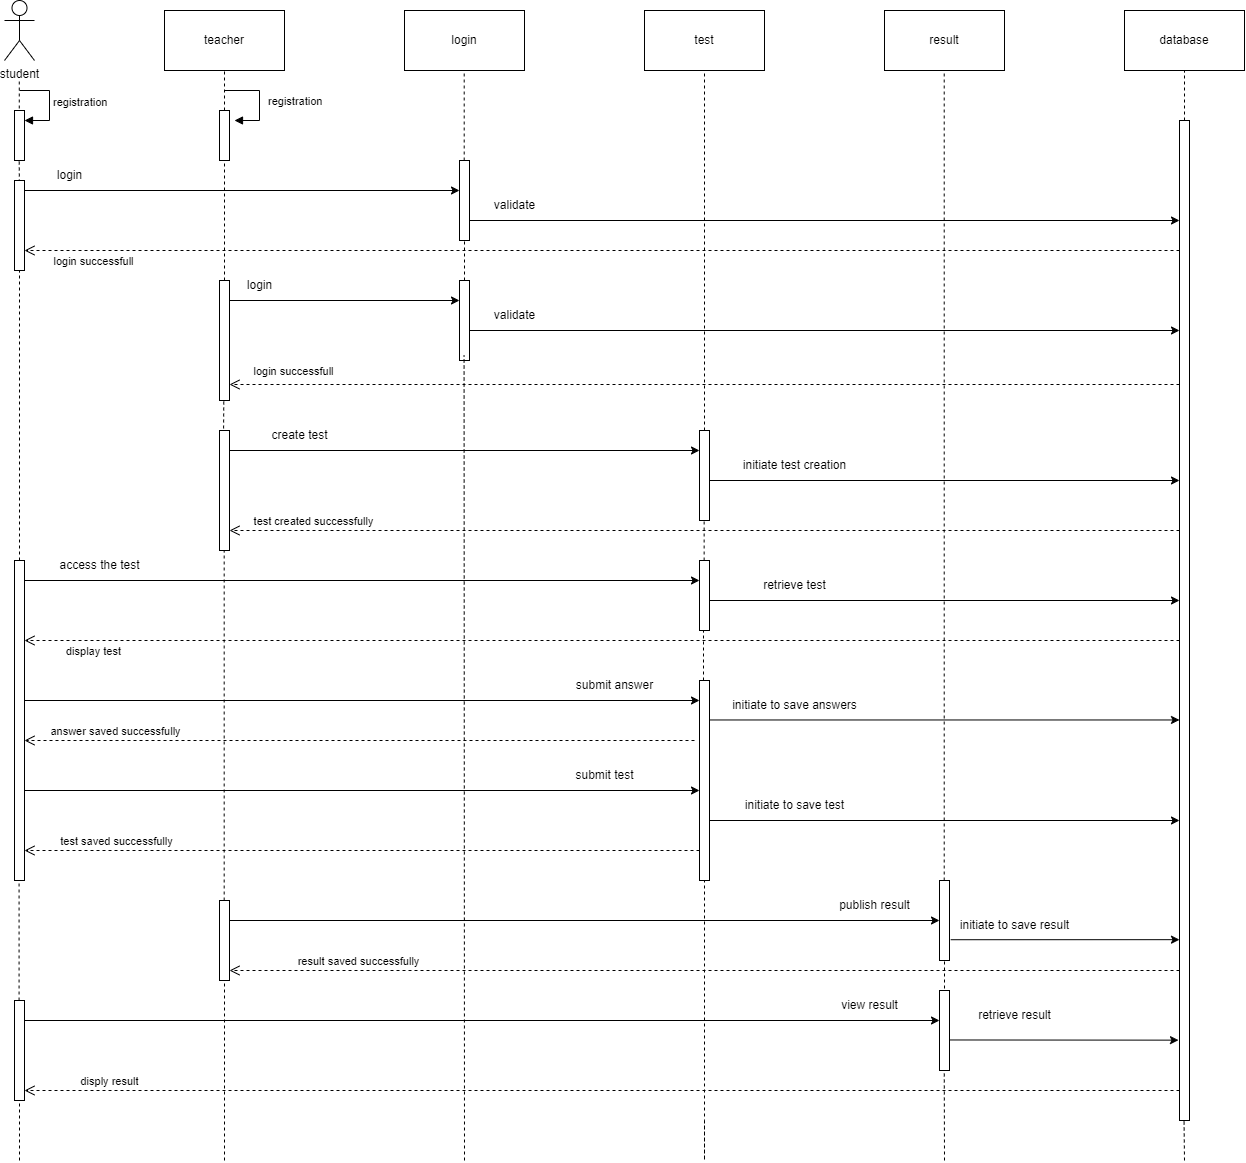 teacher
login
test
result
database
student
registration
registration
login
validate
login successfull
login
validate
login successfull
create test
initiate test creation
test created successfully
access the test
retrieve test
display test
submit answer
initiate to save answers
answer saved successfully
submit test
initiate to save test
test saved successfully
publish result
initiate to save result
result saved successfully
view result
retrieve result
disply result